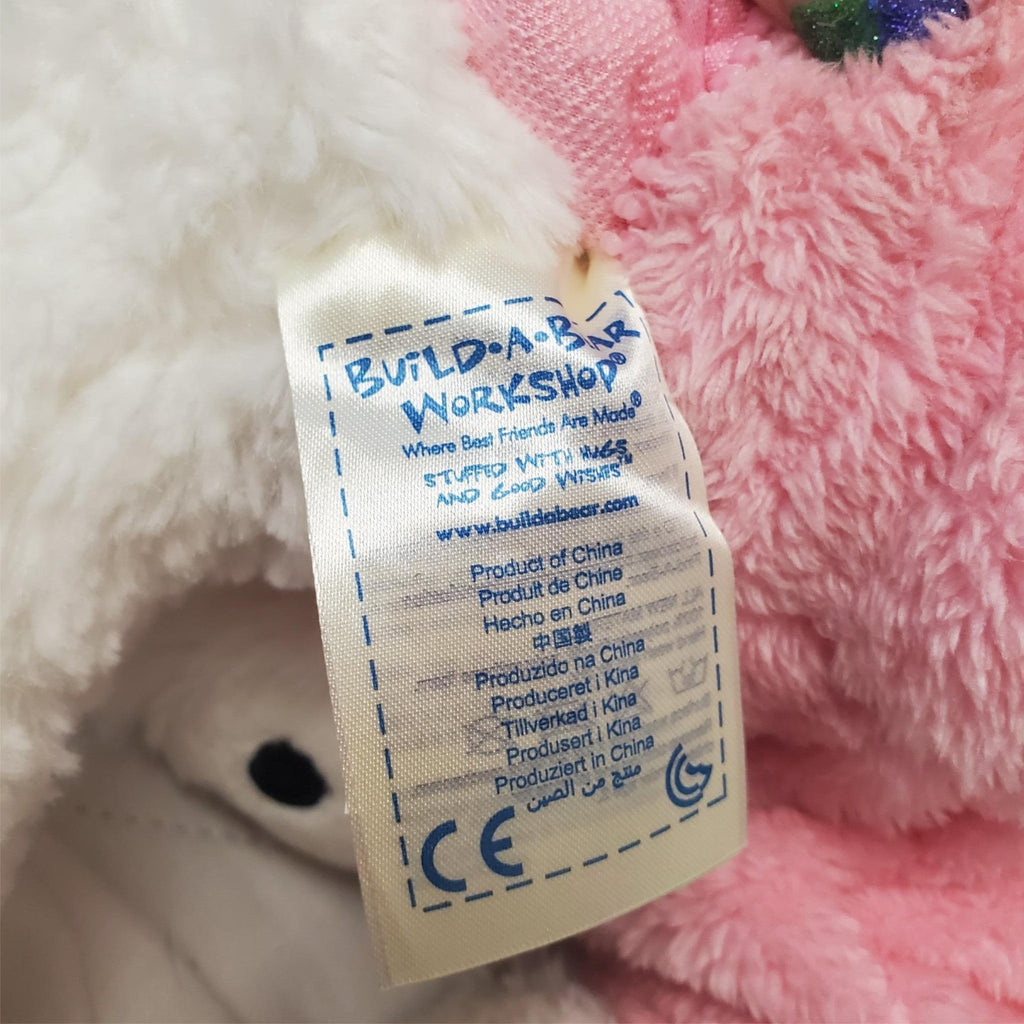 BUILD•A•BEAR
WORKSHOP®
Where Best Friends Are Made®
STUFFED WITH HUGS
AND GOOD WISHES™
www.buildabear.com
Product of China
Produit de Chine
Hecho en China
中国製
Produzido na China
Produceret i Kina
Tillverkad i Kina
Produsert i Kina
Produziert in China
منتج من الصين
CE